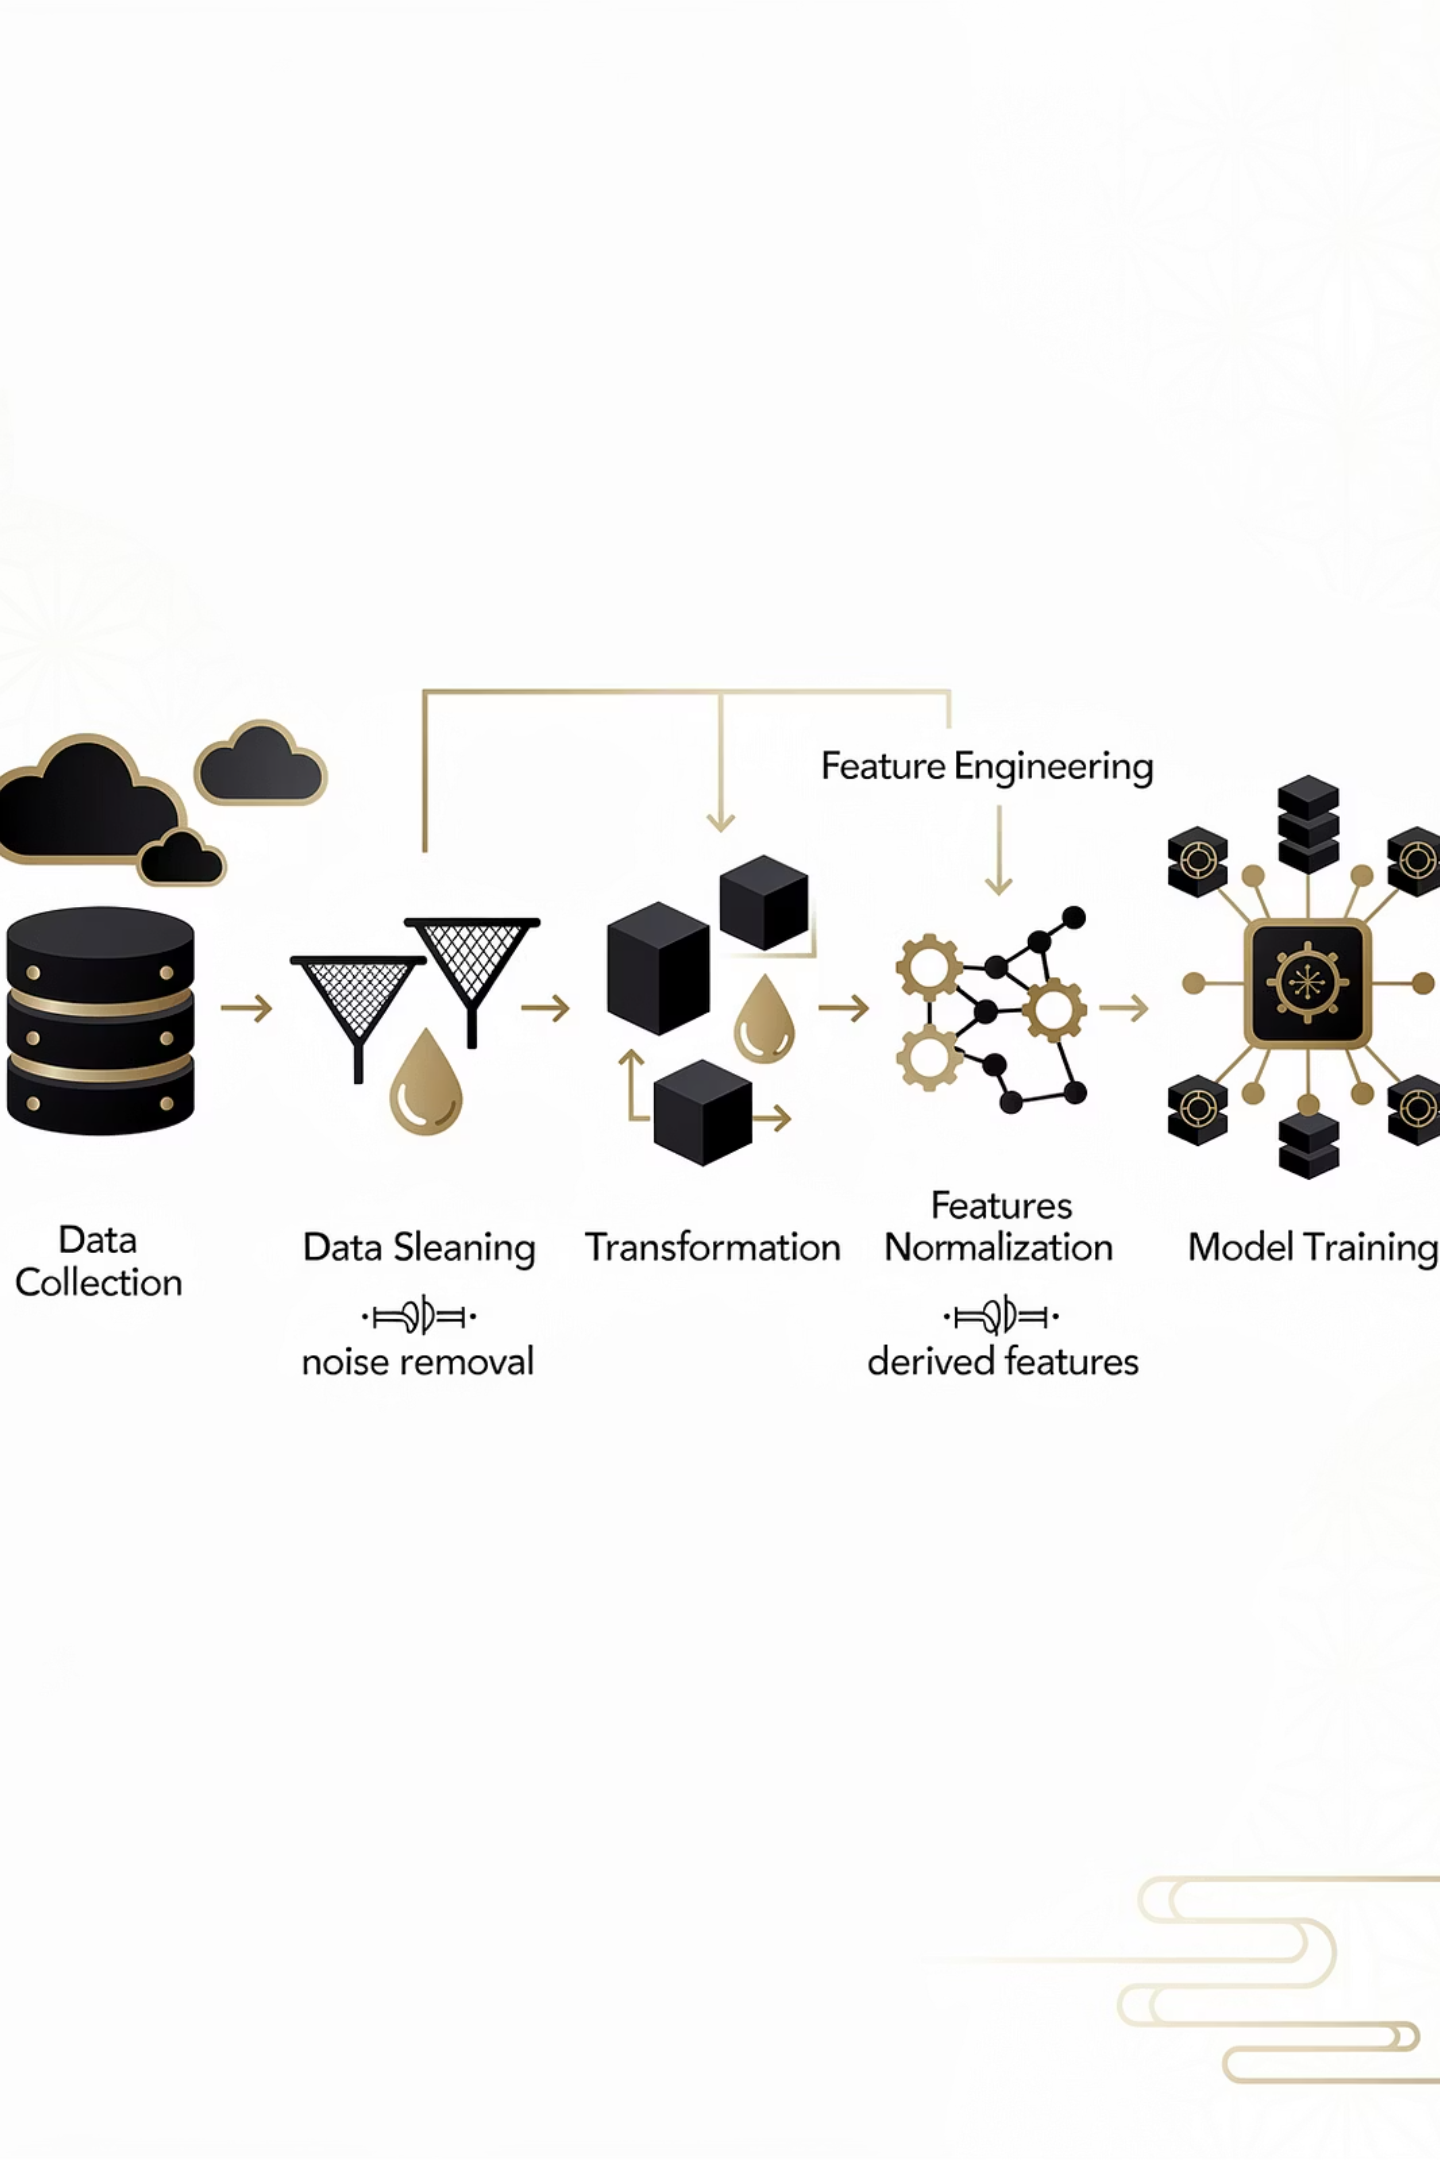 Feature Engineering
Data
Collection
Data Sleaning
noise removal
Transformation
Features
Normalization
derived features
Model Training